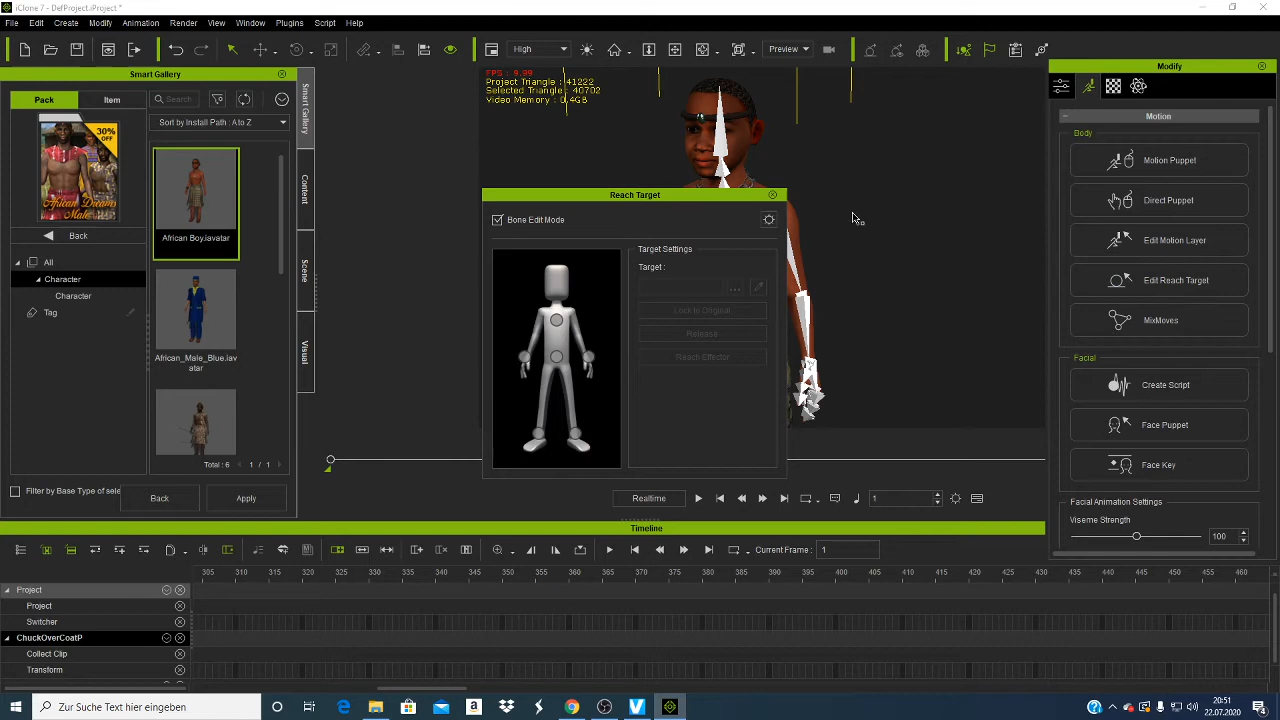 iClone 7 - DefProject.iProject *
File Edit Create Modify Animation Render View Window Plugins Script Help
High
Preview
Smart Gallery
Pack Item Search
Sort by Install Path : A to Z
30%
OFF
African Dreams
Male
Back
All
Character
Character
Tag
African Boy.iavatar
African_Male_Blue.iav
atar
Total : 6 1 / 1
Filter by Base Type of sele
Back Apply
Smart Gallery
Content
Scene
Visual
FPS : 9.99
Project Triangle : 41222
Selected Triangle : 40702
Video Memory : 0.4GB
Reach Target
Bone Edit Mode
Target Settings
Target :
...
Lock to Original
Release
Reach Effector
Realtime
1
Modify
Motion
Body
Motion Puppet
Direct Puppet
Edit Motion Layer
Edit Reach Target
MixMoves
Facial
Create Script
Face Puppet
Face Key
Facial Animation Settings
Viseme Strength
100
Timeline
Current Frame : 1
305 310 315 320 325 330 335 340 345 350 355 360 365 370 375 380 385 390 395 400 405 410 415 420 425 430 435 440 445 450 455 460
Project
Project
Switcher
ChuckOverCoatP
Collect Clip
Transform
Zur Suche Text hier eingeben
20:51
22.07.2020